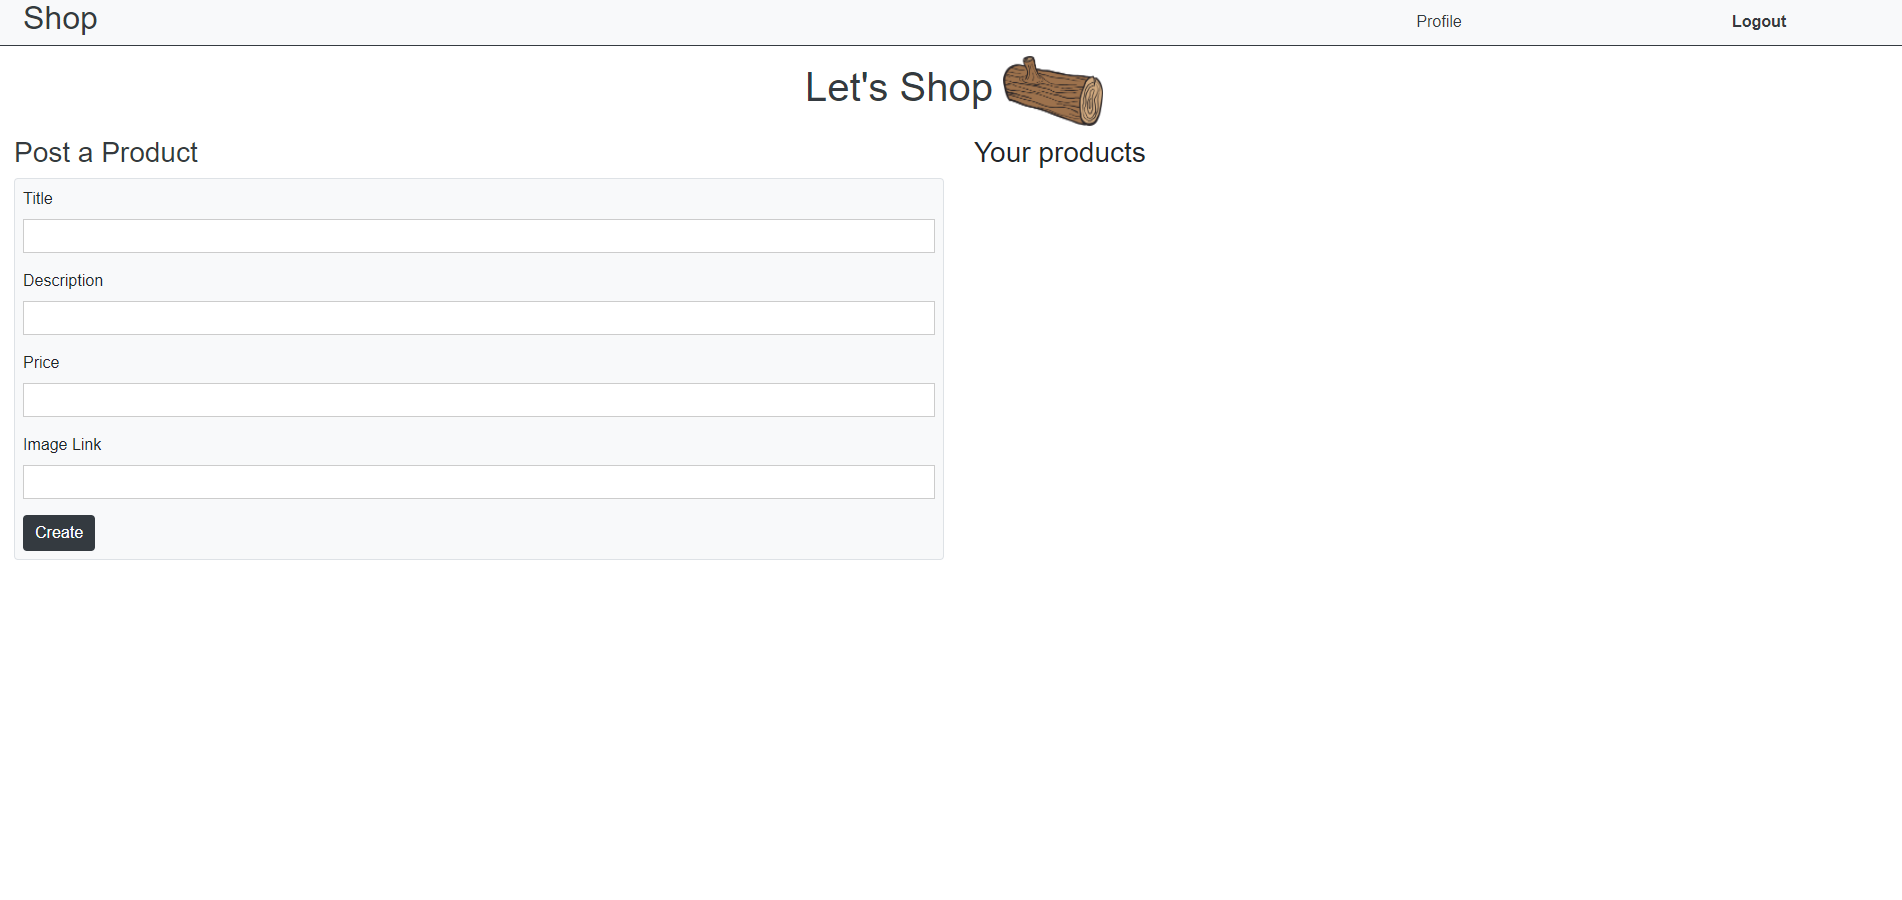 Shop
Profile
Logout
Let's Shop
Post a Product
Title
Description
Price
Image Link
Create
Your products